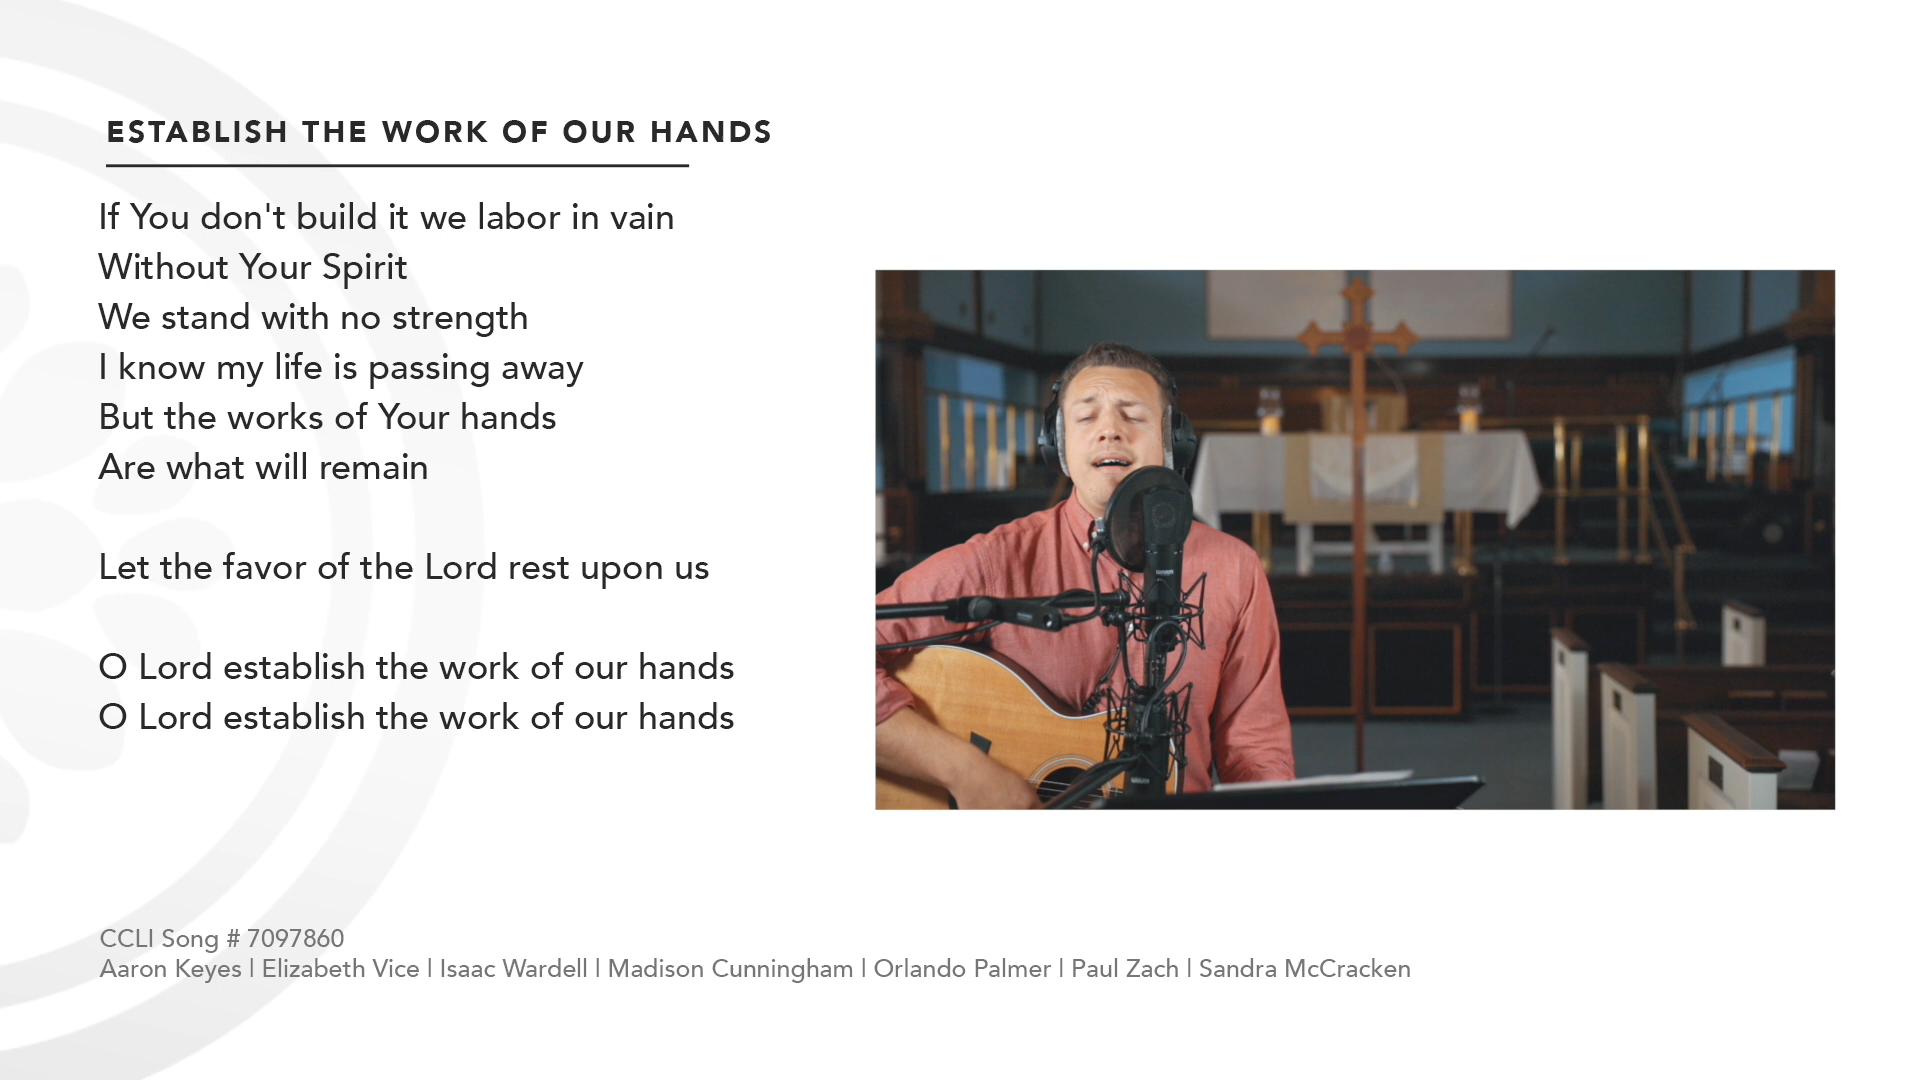 ESTABLISH THE WORK OF OUR HANDS
If You don't build it we labor in vain
Without Your Spirit
We stand with no strength
I know my life is passing away
But the works of Your hands
Are what will remain
Let the favor of the Lord rest upon us
O Lord establish the work of our hands
O Lord establish the work of our hands
CCLI Song # 7097860
Aaron Keyes | Elizabeth Vice | Isaac Wardell | Madison Cunningham | Orlando Palmer | Paul Zach | Sandra McCracken